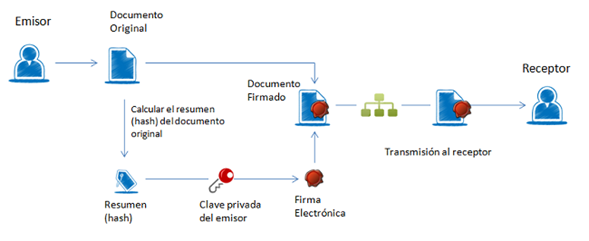 Emisor
Documento
Original
Calcular el resumen
(hash) del documento
original
Documento
Firmado
Receptor
Transmisión al receptor
Resumen
(hash)
Clave privada
del emisor
Firma
Electrónica